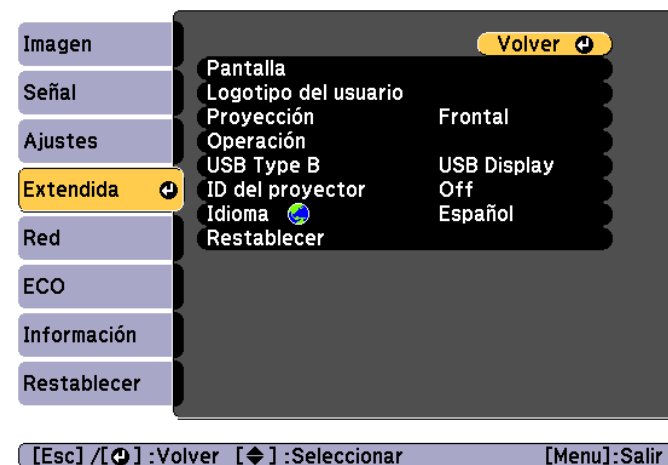 Imagen
Señal
Ajustes
Extendida
Red
ECO
Información
Restablecer
Volver
Pantalla
Logotipo del usuario
Proyección Frontal
Operación
USB Type B USB Display
ID del proyector Off
Idioma Español
Restablecer
[Esc] /[⏎] :Volver [◆] :Seleccionar [Menu]:Salir